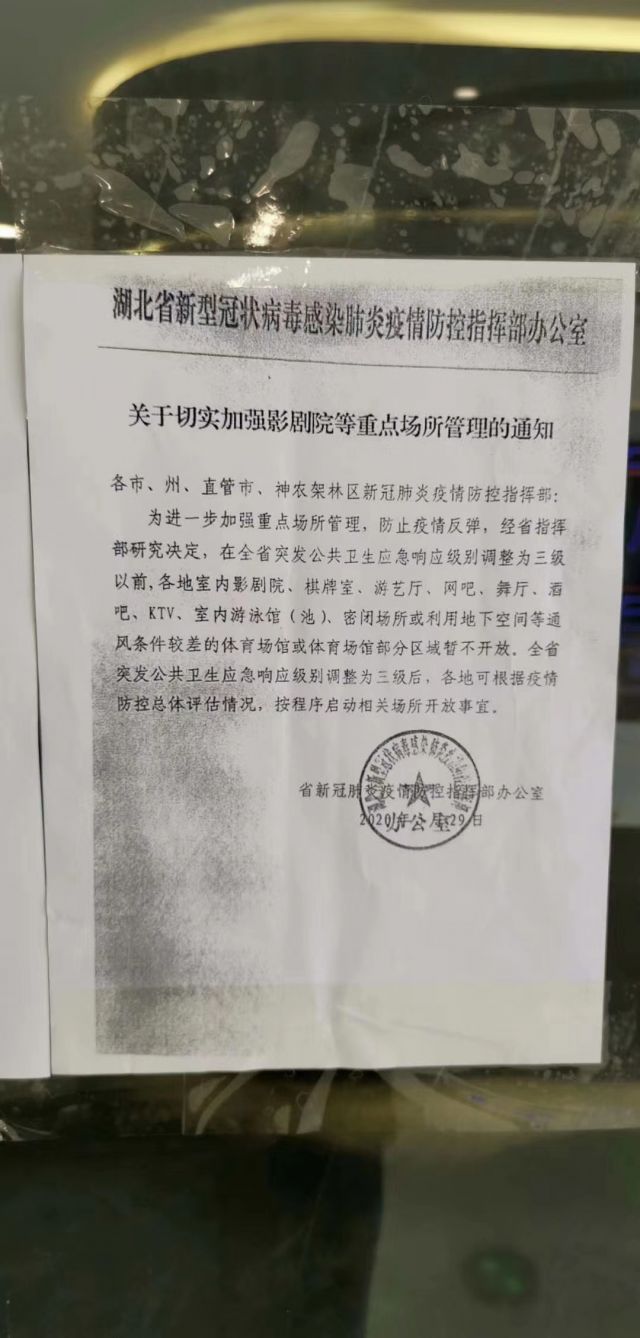 湖北省新型冠状病毒感染肺炎疫情防控指挥部办公室
关于切实加强影剧院等重点场所管理的通知
各市、州、直管市、神农架林区新冠肺炎疫情防控指挥部：
为进一步加强重点场所管理，防止疫情反弹，经省指挥
部研究决定，在全省突发公共卫生应急响应级别调整为三级
以前，各地室内影剧院、棋牌室、游艺厅、网吧、舞厅、酒
吧、KTV、室内游泳馆（池）、密闭场所或利用地下空间等通
风条件较差的体育场馆或体育场馆部分区域暂不开放。全省
突发公共卫生应急响应级别调整为三级后，各地可根据疫情
防控总体评估情况，按程序启动相关场所开放事宜。
省新冠肺炎疫情防控指挥部办公室
2020年 月29日
办公室